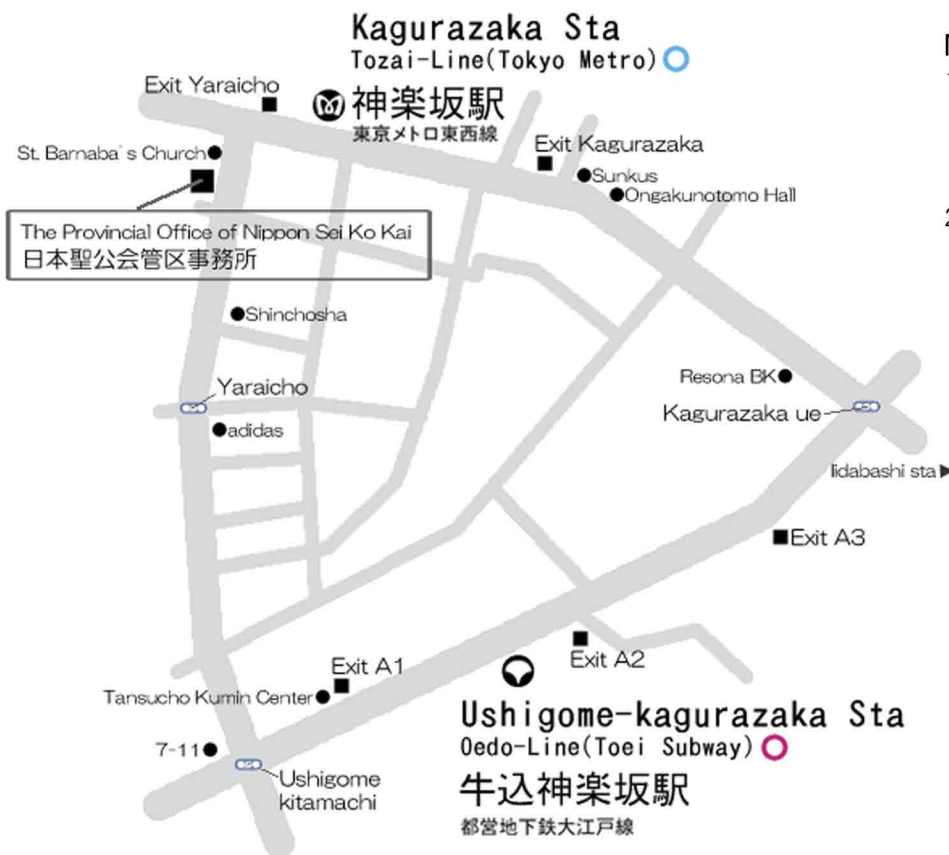 Kagurazaka Sta
Tozai-Line(Tokyo Metro)
神楽坂駅
東京メトロ東西線
Exit Yaraicho
St. Barnaba's Church
Exit Kagurazaka
Sunkus
Ongakunotomo Hall
The Provincial Office of Nippon Sei Ko Kai
日本聖公会管区事務所
Shinchosha
Yaraicho
adidas
Resona BK
Kagurazaka ue
Iidabashi sta
Exit A3
Exit A2
Exit A1
Tansucho Kumin Center
7-11
Ushigome
kitamachi
Ushigome-kagurazaka Sta
Oedo-Line(Toei Subway)
牛込神楽坂駅
都営地下鉄大江戸線